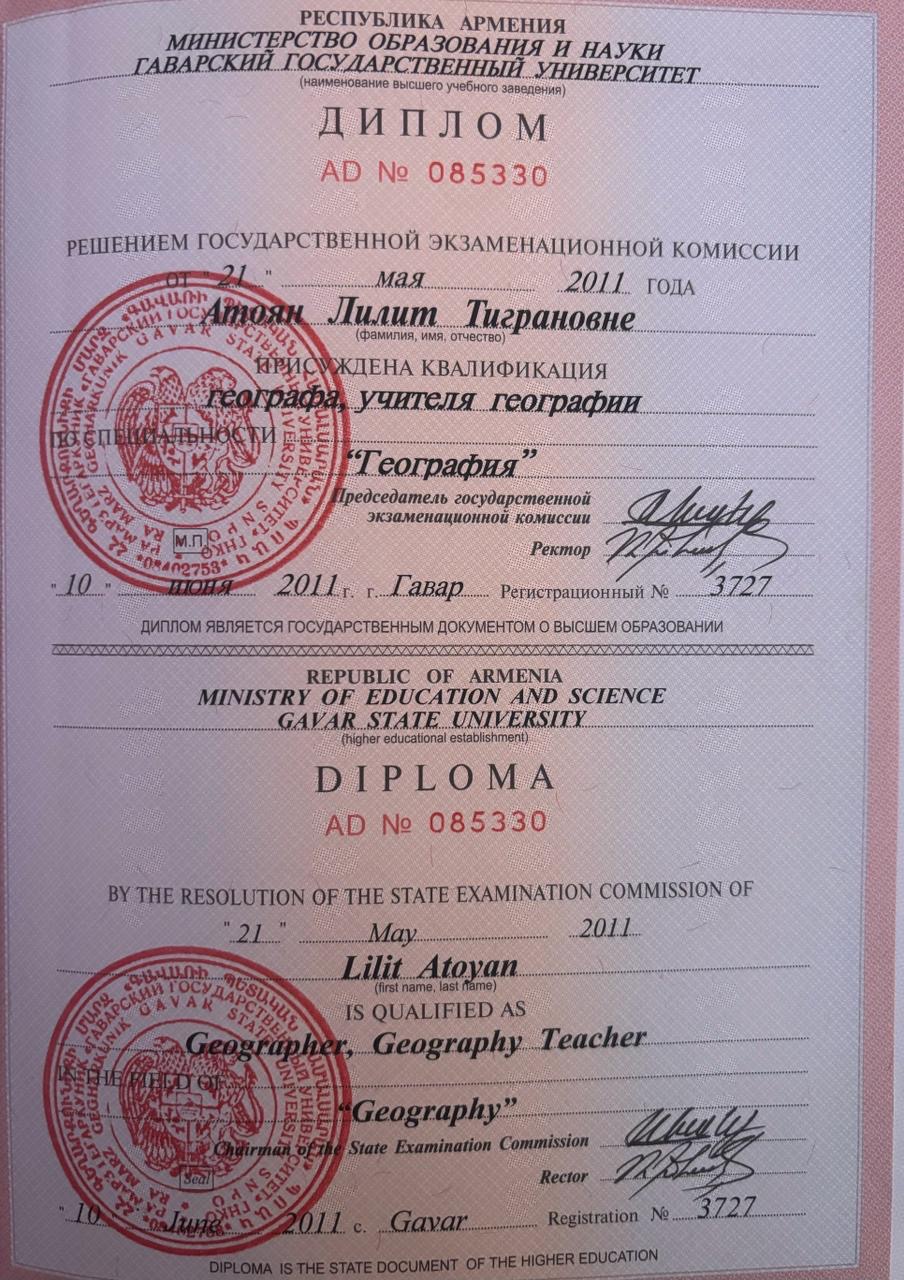 РЕСПУБЛИКА АРМЕНИЯ
МИНИСТЕРСТВО ОБРАЗОВАНИЯ И НАУКИ
ГАВАРСКИЙ ГОСУДАРСТВЕННЫЙ УНИВЕРСИТЕТ
(наименование высшего учебного заведения)
ДИПЛОМ
AD № 085330
РЕШЕНИЕМ ГОСУДАРСТВЕННОЙ ЭКЗАМЕНАЦИОННОЙ КОМИССИИ
ОТ "21" мая 2011 ГОДА
Атоян Лилит Тиграновне
(фамилия, имя, отчество)
ПРИСУЖДЕНА КВАЛИФИКАЦИЯ
географа, учителя географии
ПО СПЕЦИАЛЬНОСТИ
“География”
Председатель государственной
экзаменационной комиссии
Ректор
М.П.
"10" июня 2011 г. г. Гавар Регистрационный № 3727
ДИПЛОМ ЯВЛЯЕТСЯ ГОСУДАРСТВЕННЫМ ДОКУМЕНТОМ О ВЫСШЕМ ОБРАЗОВАНИИ
REPUBLIC OF ARMENIA
MINISTRY OF EDUCATION AND SCIENCE
GAVAR STATE UNIVERSITY
(higher educational establishment)
DIPLOMA
AD № 085330
BY THE RESOLUTION OF THE STATE EXAMINATION COMMISSION OF
"21" May 2011
Lilit Atoyan
(first name, last name)
IS QUALIFIED AS
Geographer, Geography Teacher
IN THE FIELD OF
“Geography”
Chairman of the State Examination Commission
Rector
Seal
"10" June 2011 c. Gavar Registration № 3727
DIPLOMA IS THE STATE DOCUMENT OF THE HIGHER EDUCATION